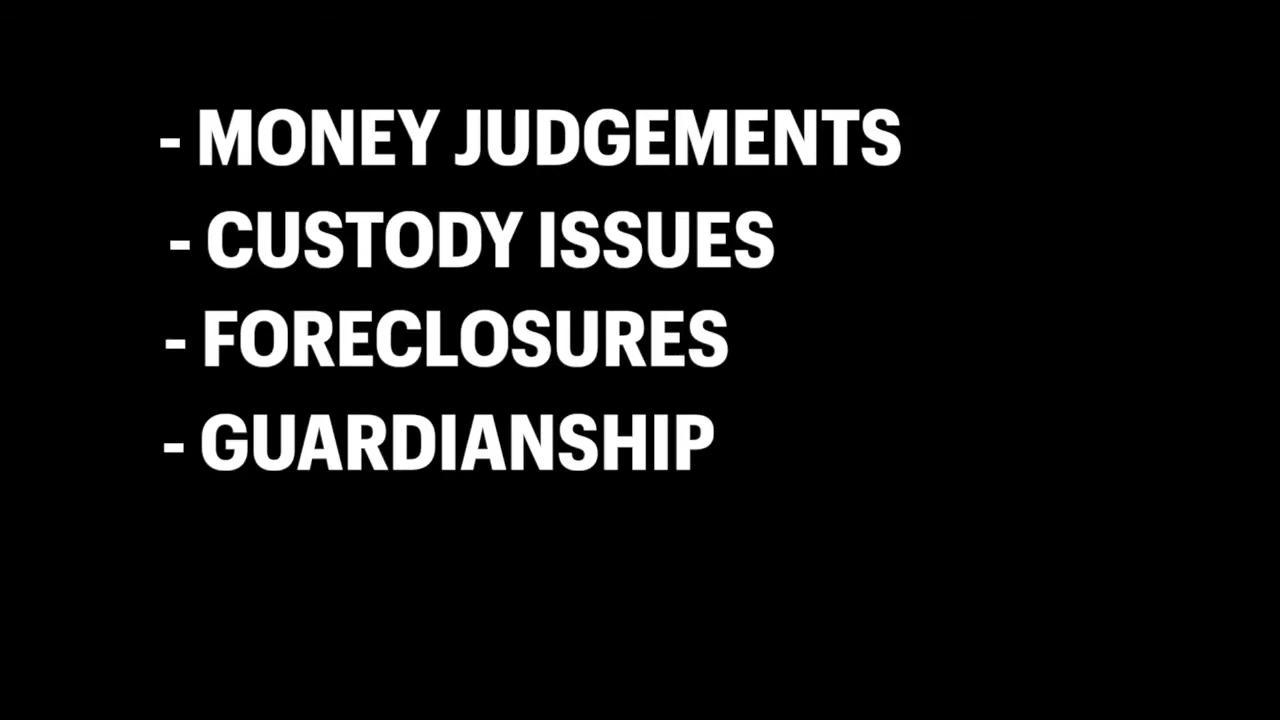 - MONEY JUDGEMENTS
- CUSTODY ISSUES
- FORECLOSURES
- GUARDIANSHIP